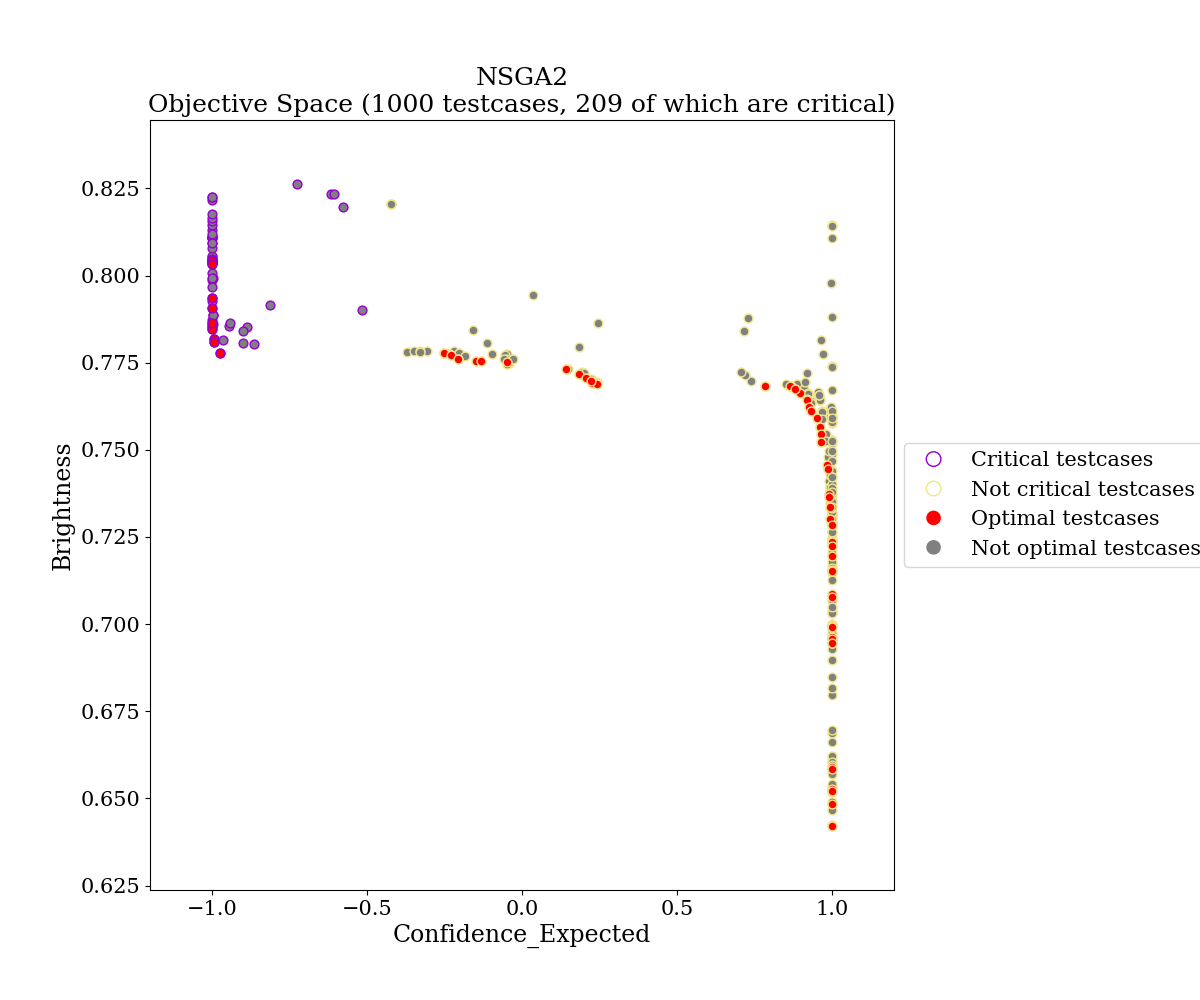 NSGA2
Objective Space (1000 testcases, 209 of which are critical)
0.825
0.800
0.775
0.750
0.725
0.700
0.675
0.650
0.625
Brightness
−1.0
−0.5
0.0
0.5
1.0
Confidence_Expected
Critical testcases
Not critical testcases
Optimal testcases
Not optimal testcases